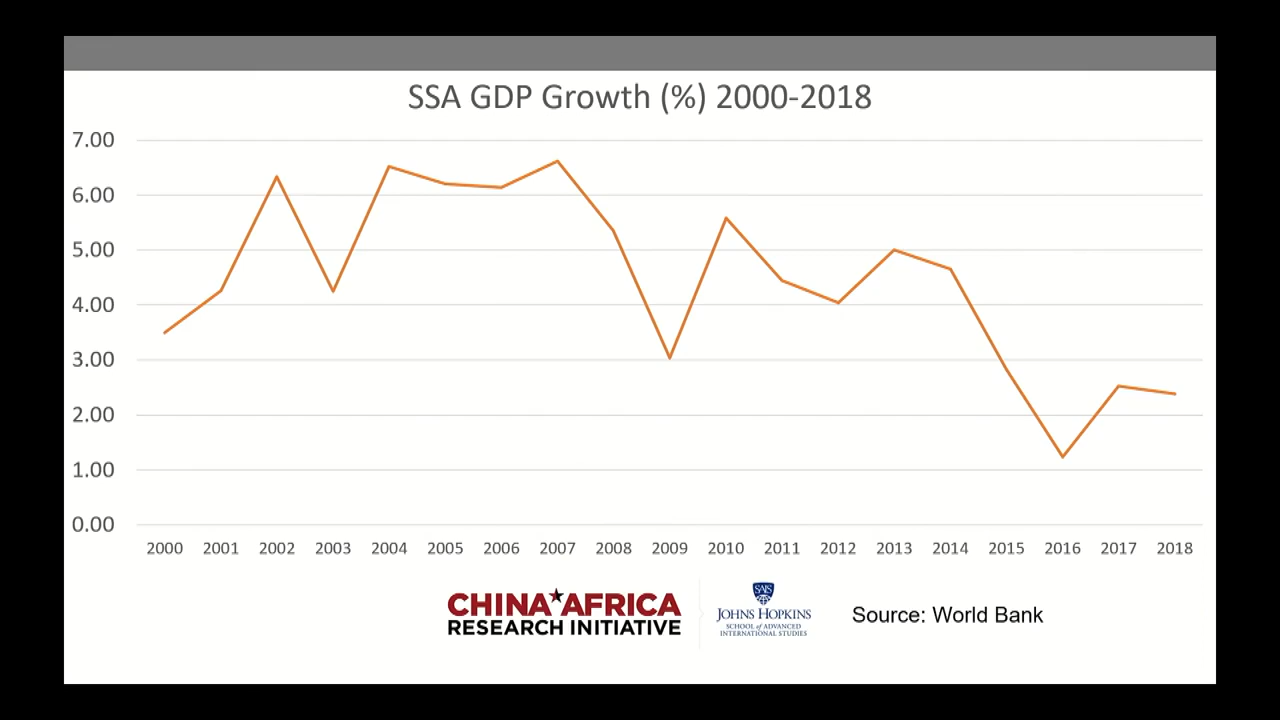 SSA GDP Growth (%) 2000-2018
7.00
6.00
5.00
4.00
3.00
2.00
1.00
0.00
2000 2001 2002 2003 2004 2005 2006 2007 2008 2009 2010 2011 2012 2013 2014 2015 2016 2017 2018
CHINA AFRICA
RESEARCH INITIATIVE
SAIS
JOHNS HOPKINS
SCHOOL of ADVANCED
INTERNATIONAL STUDIES
Source: World Bank